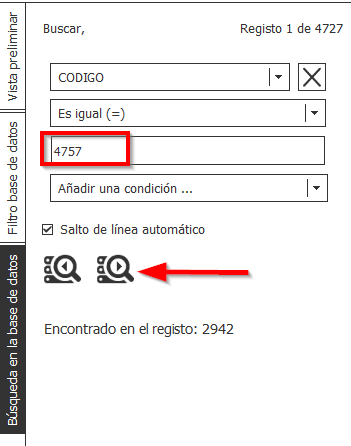 Vista preliminar
Filtro base de datos
Búsqueda en la base de datos
Buscar,
Registo 1 de 4727
CODIGO
Es igual (=)
4757
Añadir una condición ...
Salto de línea automático
Encontrado en el registo: 2942